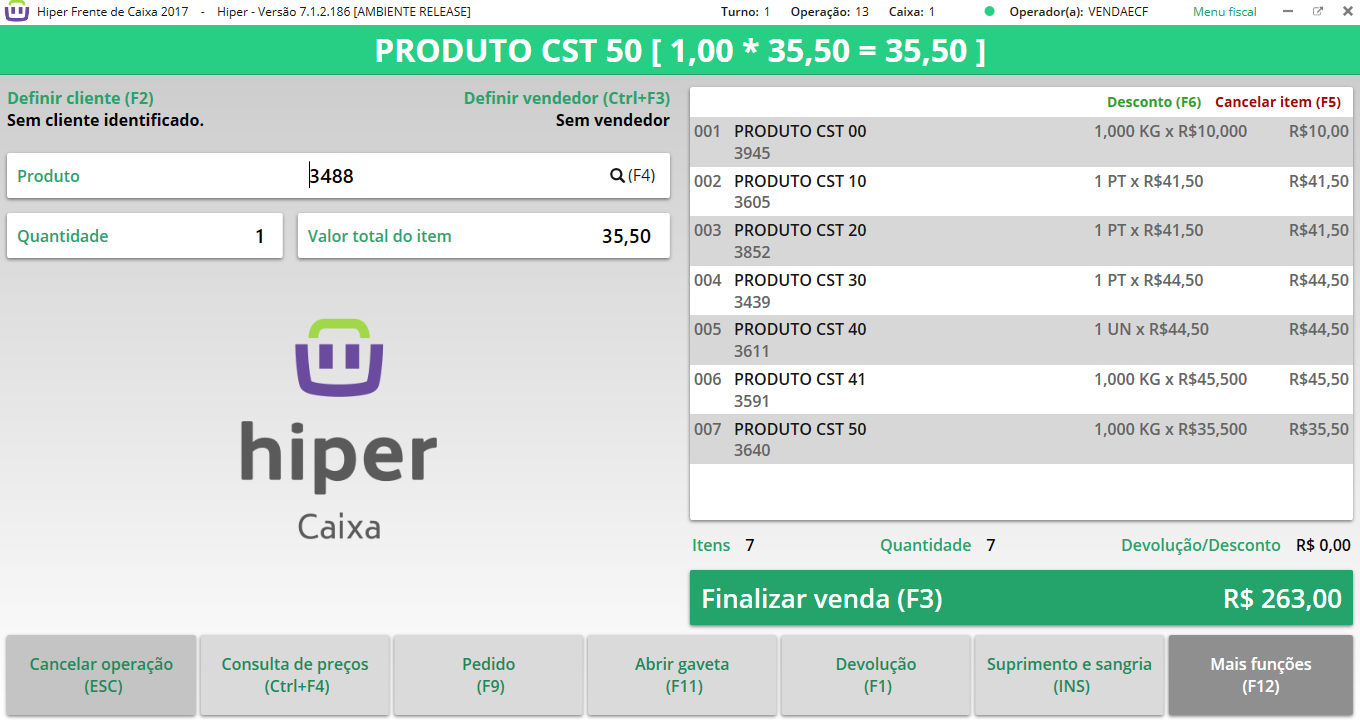 Hiper Frente de Caixa 2017 - Hiper - Versão 7.1.2.186 [AMBIENTE RELEASE] Turno: 1 Operação: 13 Caixa: 1 Operador(a): VENDAECF Menu fiscal
PRODUTO CST 50 [ 1,00 * 35,50 = 35,50 ]
Definir cliente (F2) Definir vendedor (Ctrl+F3)
Sem cliente identificado. Sem vendedor
Produto 3488 (F4)
Quantidade 1 Valor total do item 35,50
hiper
Caixa
Desconto (F6) Cancelar item (F5)
001 PRODUTO CST 00 1,000 KG x R$10,000 R$10,00
3945
002 PRODUTO CST 10 1 PT x R$41,50 R$41,50
3605
003 PRODUTO CST 20 1 PT x R$41,50 R$41,50
3852
004 PRODUTO CST 30 1 PT x R$44,50 R$44,50
3439
005 PRODUTO CST 40 1 UN x R$44,50 R$44,50
3611
006 PRODUTO CST 41 1,000 KG x R$45,500 R$45,50
3591
007 PRODUTO CST 50 1,000 KG x R$35,500 R$35,50
3640
Itens 7 Quantidade 7 Devolução/Desconto R$ 0,00
Finalizar venda (F3) R$ 263,00
Cancelar operação
(ESC)
Consulta de preços
(Ctrl+F4)
Pedido
(F9)
Abrir gaveta
(F11)
Devolução
(F1)
Suprimento e sangria
(INS)
Mais funções
(F12)